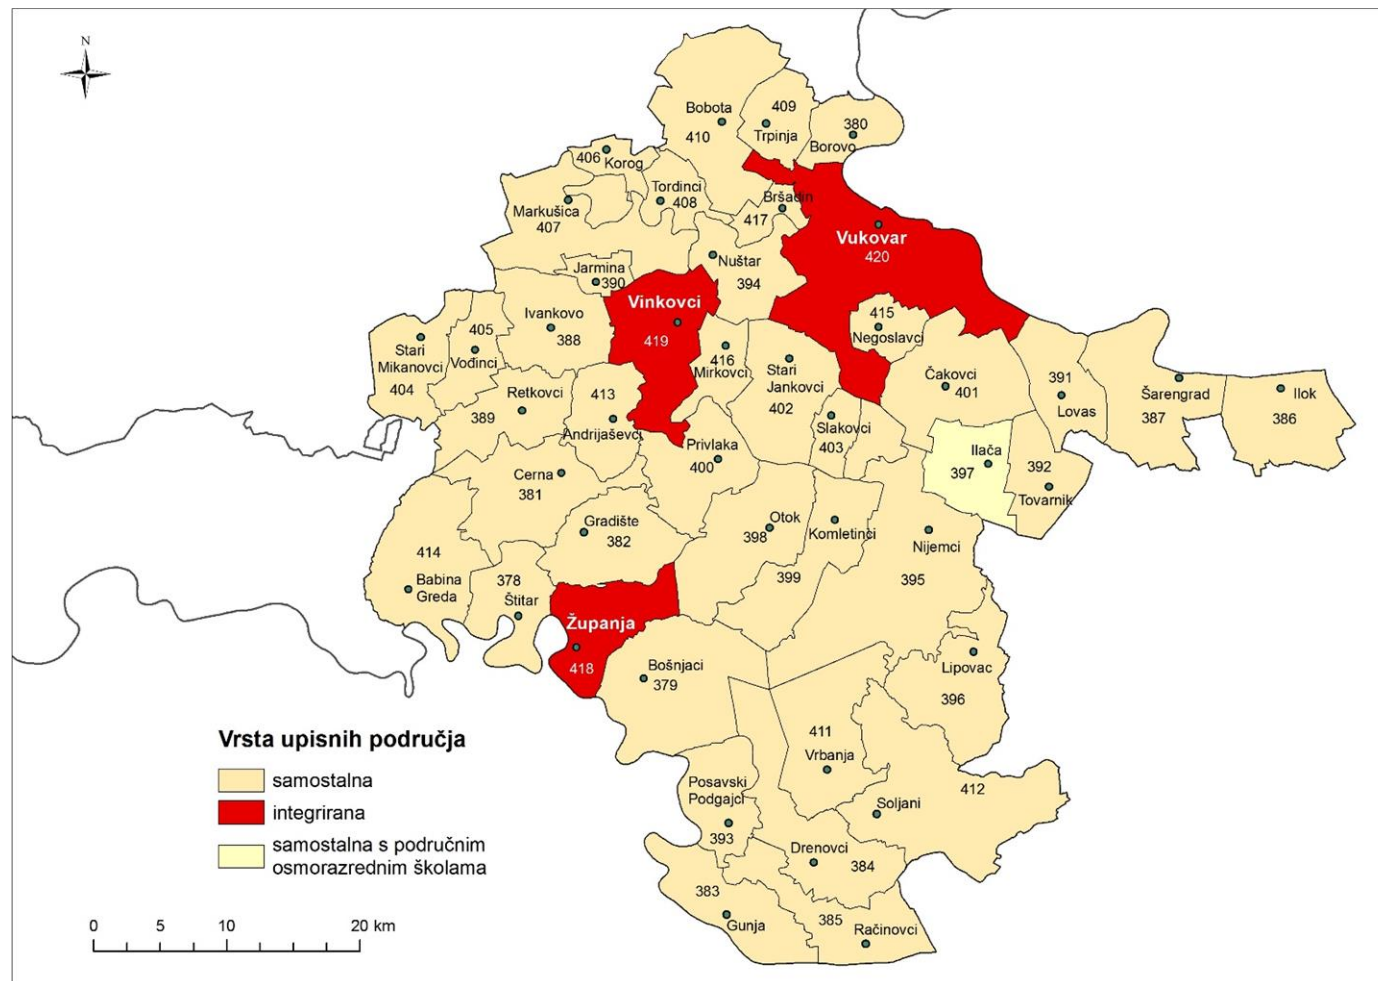 N
Bobota
410
409
Trpinja
380
Borovo
406
Korog
Tordinci
408
Markušica
407
Bršadin
417
Vukovar
420
Jarmina
390
Nuštar
394
Vinkovci
419
Ivankovo
388
405
Vođinci
Stari
Mikanovci
404
416
Mirkovci
Stari
Jankovci
402
415
Negoslavci
Čakovci
401
391
Lovas
Šarengrad
387
Ilok
386
Retkovci
389
413
Andrijaševci
Slakovci
403
Privlaka
400
Ilača
397
392
Tovarnik
Cerna
381
Gradište
382
Otok
398
Komletinci
399
Nijemci
395
414
Babina
Greda
378
Štitar
Županja
418
Bošnjaci
379
Lipovac
396
411
Vrbanja
412
Soljani
Posavski
Podgajci
393
Drenovci
384
383
Gunja
385
Račinovci
Vrsta upisnih područja
samostalna
integrirana
samostalna s područnim
osmorazrednim školama
0 5 10 20 km